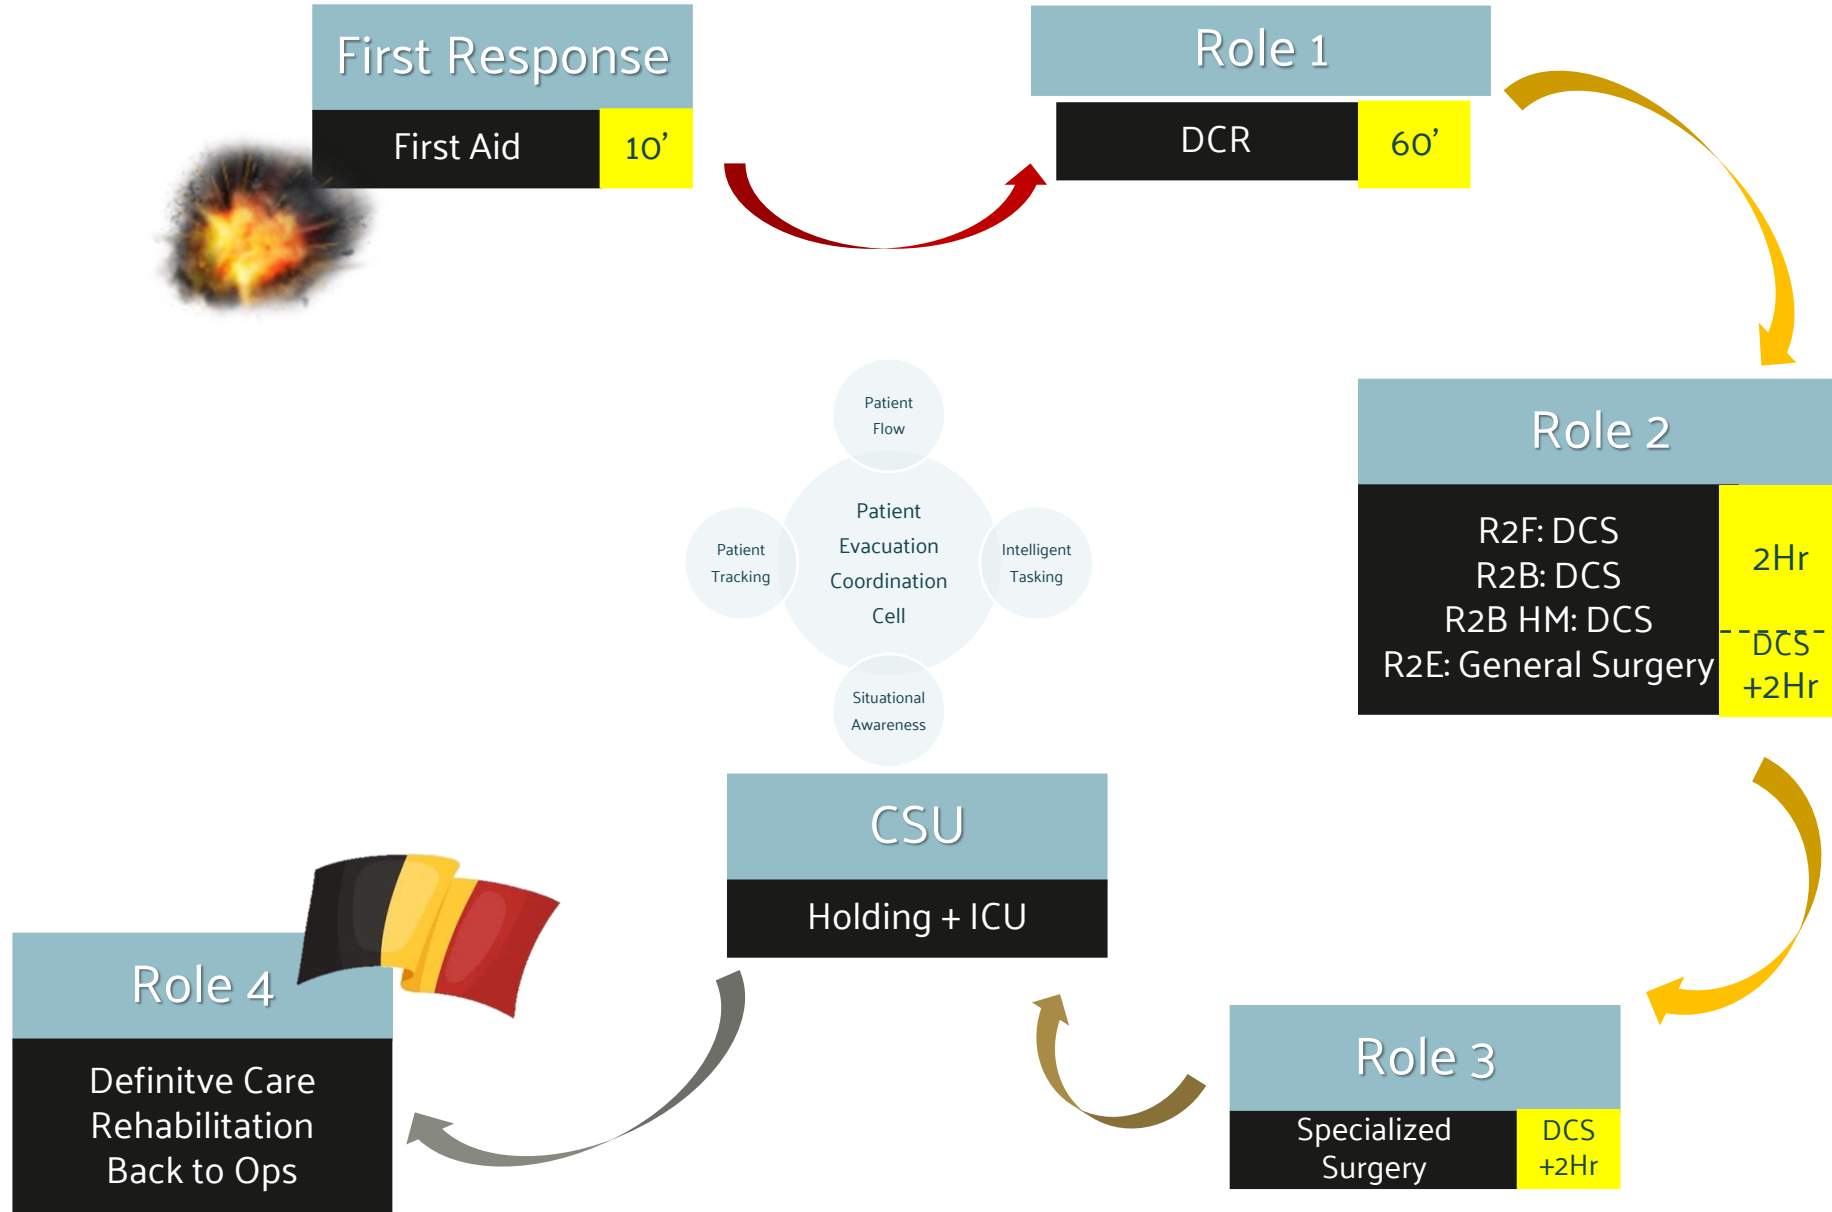 First Response
First Aid
10’
Role 1
DCR
60’
Role 2
R2F: DCS
R2B: DCS
R2B HM: DCS
R2E: General Surgery
2Hr
DCS
+2Hr
Patient
Flow
Patient
Evacuation
Coordination
Cell
Patient
Tracking
Intelligent
Tasking
Situational
Awareness
CSU
Holding + ICU
Role 3
Specialized
Surgery
DCS
+2Hr
Role 4
Definitve Care
Rehabilitation
Back to Ops